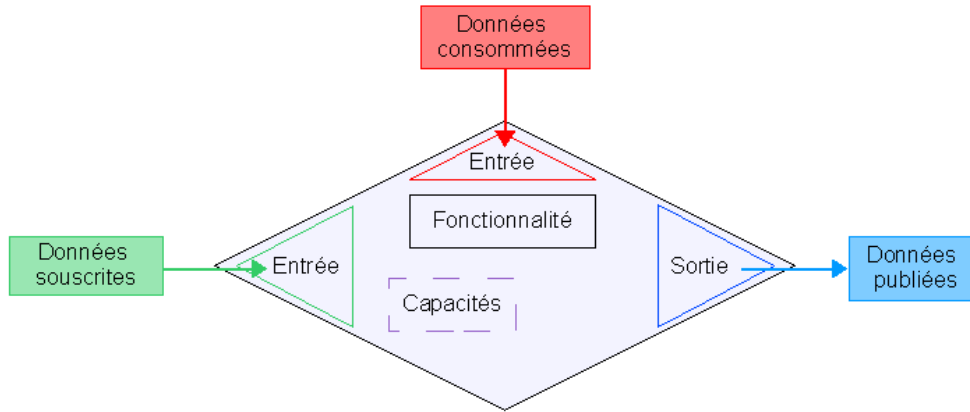 Données
consommées
Entrée
Fonctionnalité
Données
souscrites
Entrée
Sortie
Données
publiées
Capacités